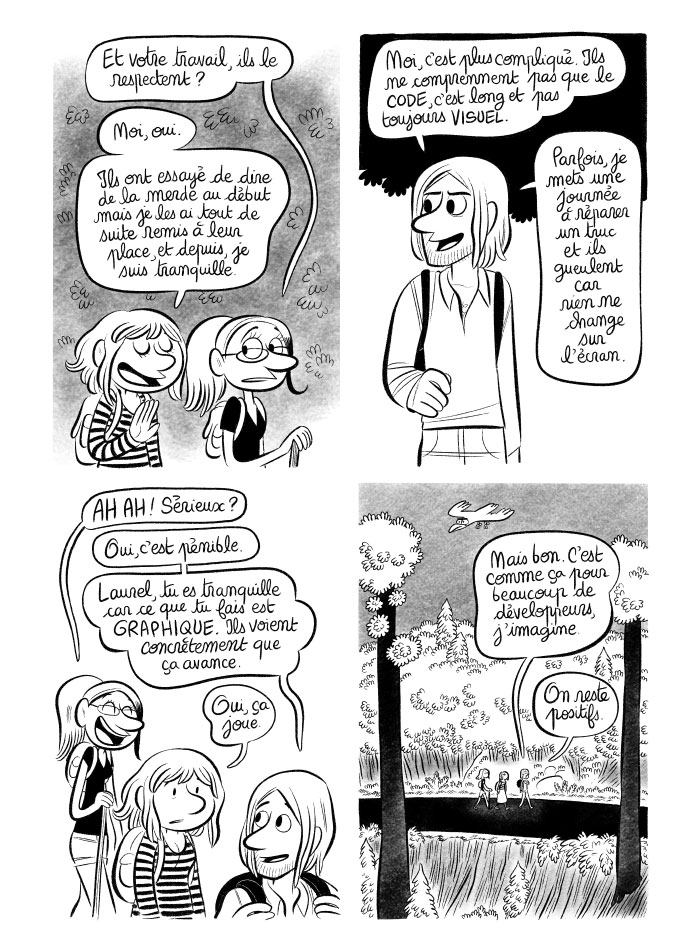 Et votre travail, ils le
respectent ?
Moi, oui.
Ils ont essayé de dire
de la merde au début
mais je les ai tout de
suite remis à leur
place, et depuis, je
suis tranquille.
Moi, c'est plus compliqué. Ils
ne comprennent pas que le
CODE, c'est long et pas
toujours VISUEL.
Parfois, je
mets une
journée
à réparer
un truc
et ils
gueulent
car
rien ne
change
sur
l'écran.
AH AH ! Sérieux ?
Oui, c'est pénible.
Laurel, tu es tranquille
car ce que tu fais est
GRAPHIQUE. Ils voient
concrètement que
ça avance.
Oui, ça
joue.
Mais bon. C'est
comme ça pour
beaucoup de
développeurs,
j'imagine.
On reste
positifs.